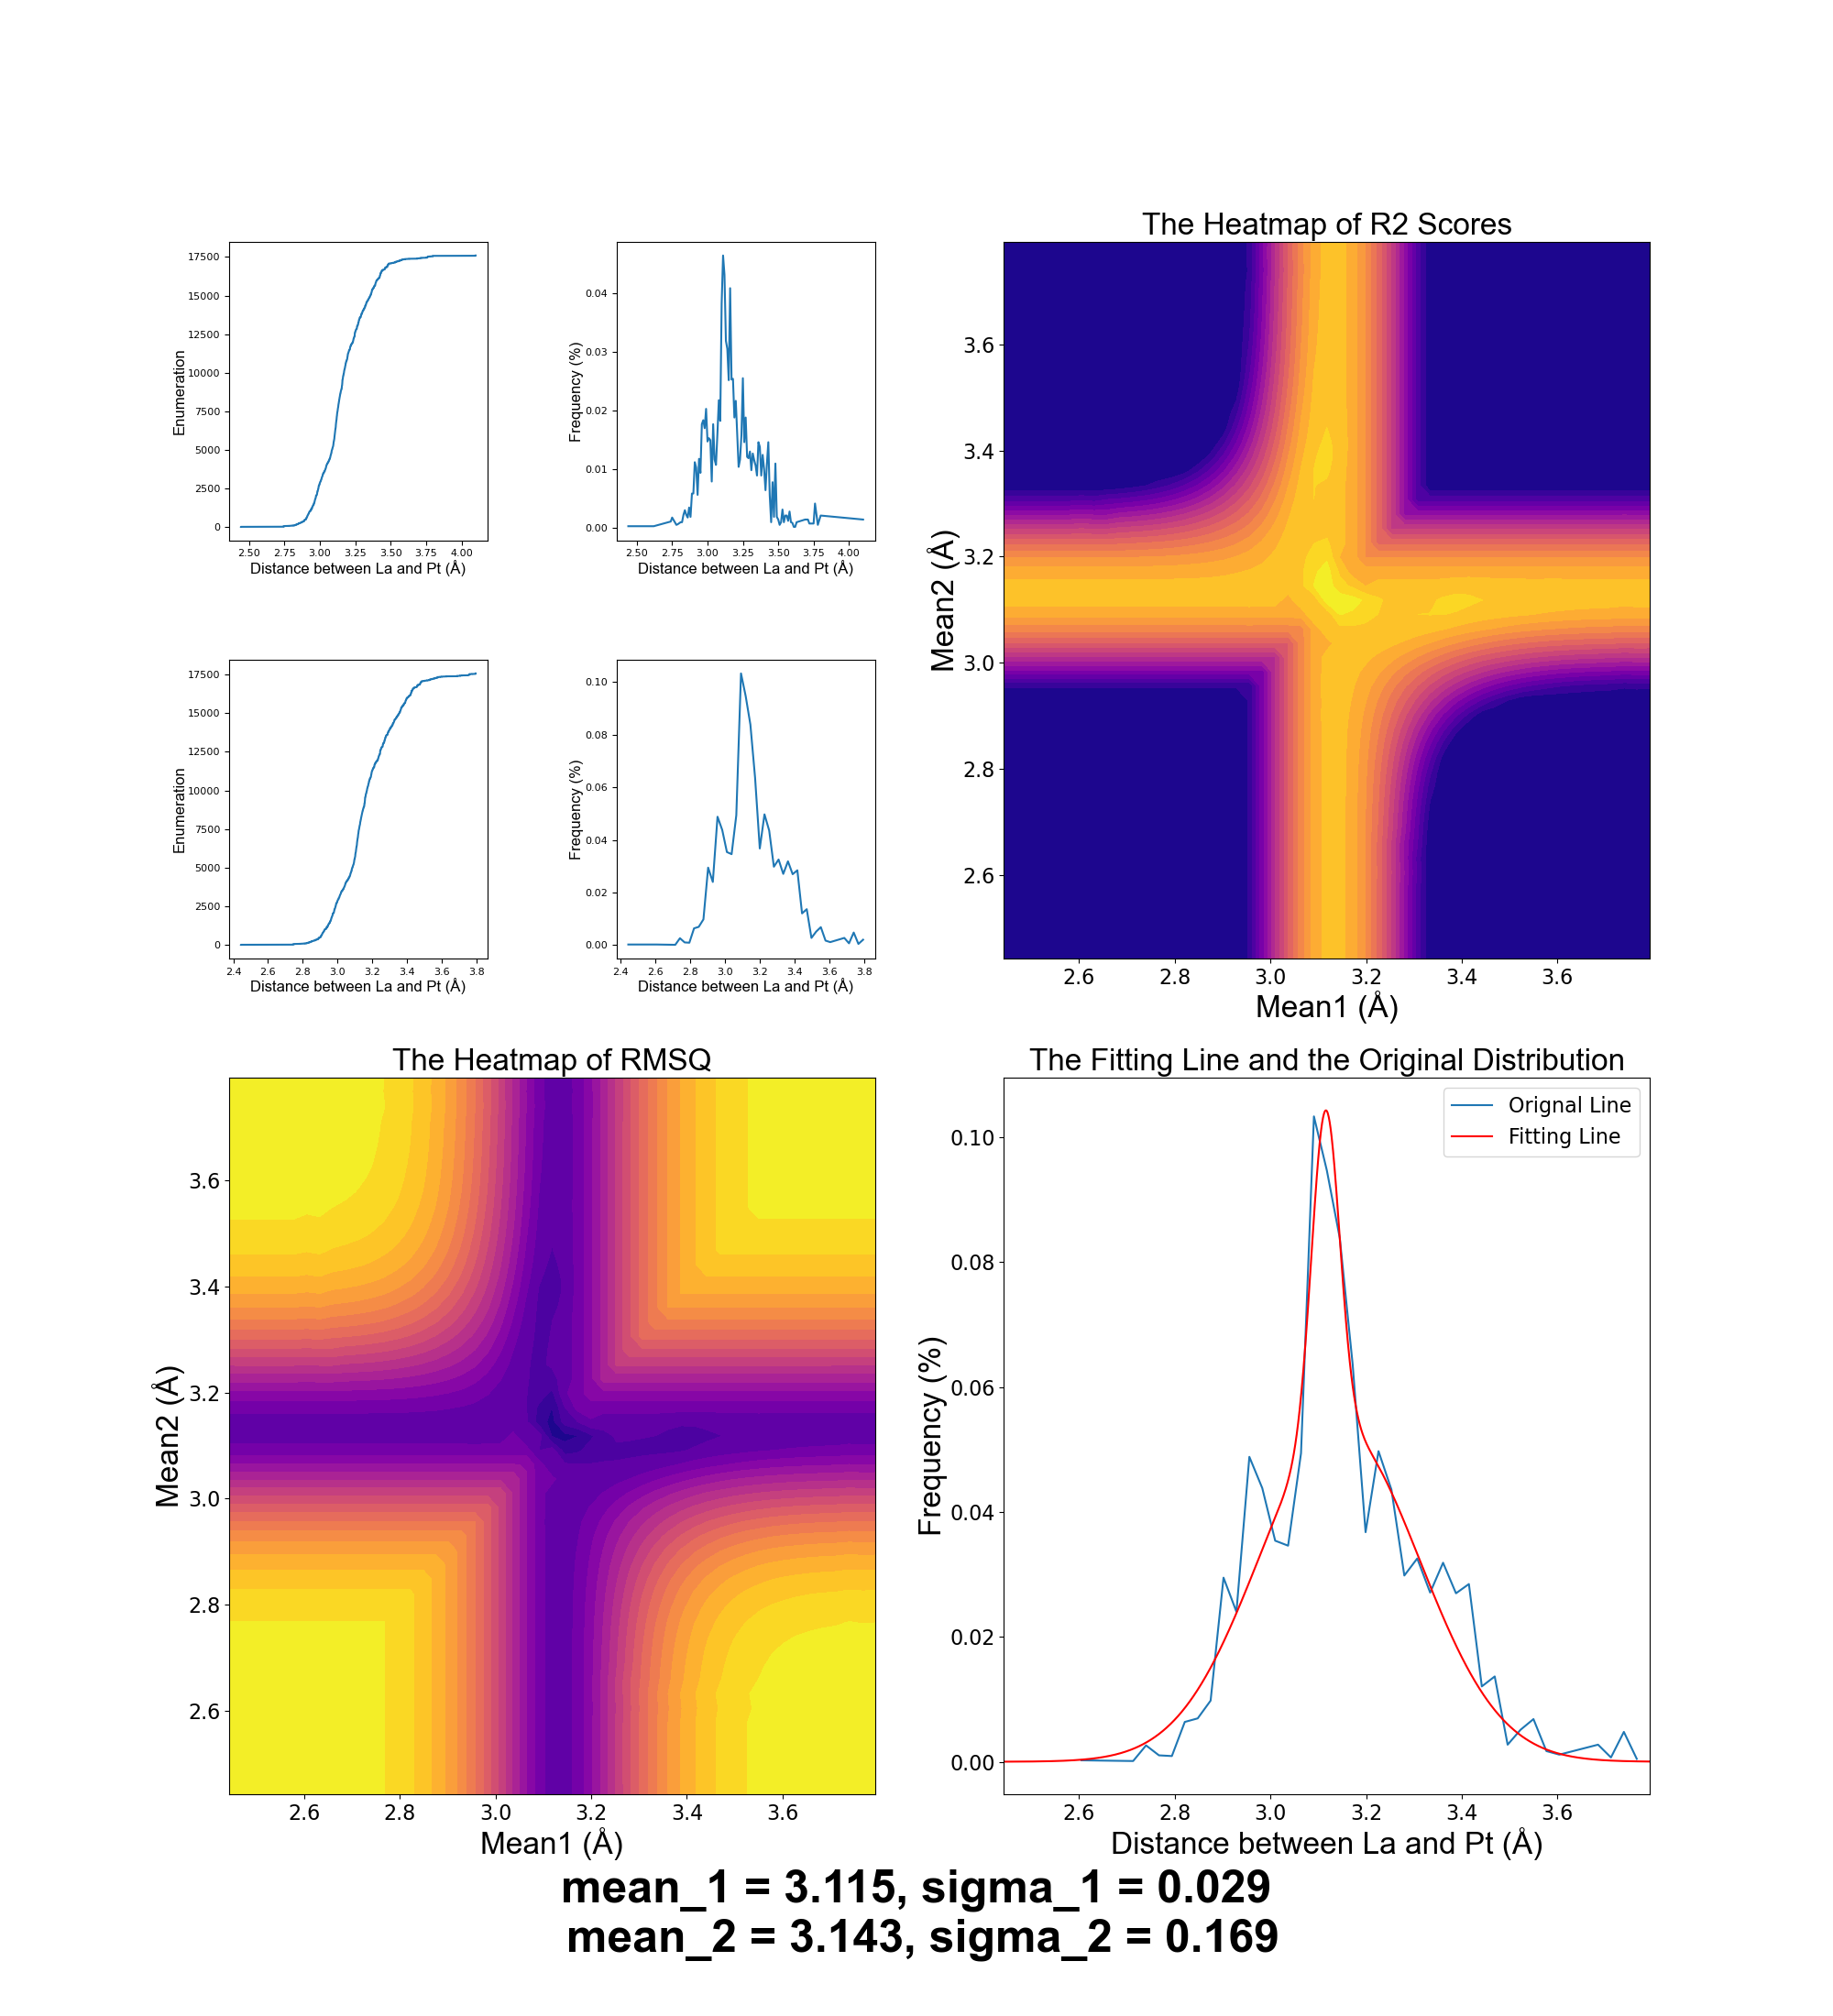 The Heatmap of R2 Scores
17500
15000
12500
10000
7500
5000
2500
0
Enumeration
2.50 2.75 3.00 3.25 3.50 3.75 4.00
Distance between La and Pt (Å)
0.04
0.03
0.02
0.01
0.00
Frequency (%)
2.50 2.75 3.00 3.25 3.50 3.75 4.00
Distance between La and Pt (Å)
3.6
3.4
3.2
3.0
2.8
2.6
Mean2 (Å)
2.6 2.8 3.0 3.2 3.4 3.6
Mean1 (Å)
17500
15000
12500
10000
7500
5000
2500
0
Enumeration
2.4 2.6 2.8 3.0 3.2 3.4 3.6 3.8
Distance between La and Pt (Å)
0.10
0.08
0.06
0.04
0.02
0.00
Frequency (%)
2.4 2.6 2.8 3.0 3.2 3.4 3.6 3.8
Distance between La and Pt (Å)
The Heatmap of RMSQ
3.6
3.4
3.2
3.0
2.8
2.6
Mean2 (Å)
2.6 2.8 3.0 3.2 3.4 3.6
Mean1 (Å)
The Fitting Line and the Original Distribution
Orignal Line
Fitting Line
0.10
0.08
0.06
0.04
0.02
0.00
Frequency (%)
2.6 2.8 3.0 3.2 3.4 3.6
Distance between La and Pt (Å)
mean_1 = 3.115, sigma_1 = 0.029
mean_2 = 3.143, sigma_2 = 0.169